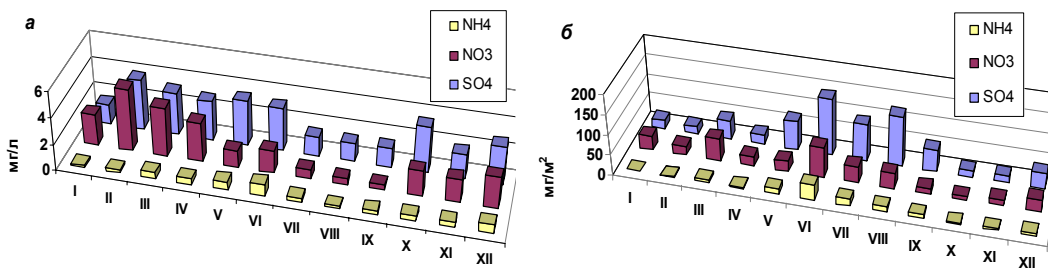 а
NH4
NO3
SO4
мг/л
6
4
2
0
I
II
III
IV
V
VI
VII
VIII
IX
X
XI
XII
б
NH4
NO3
SO4
мг/м²
200
150
100
50
0
I
II
III
IV
V
VI
VII
VIII
IX
X
XI
XII